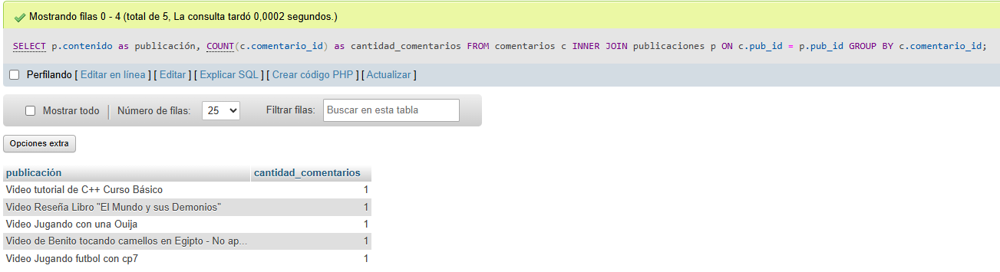 Mostrando filas 0 - 4 (total de 5, La consulta tardó 0,0002 segundos.)
SELECT p.contenido as publicación, COUNT(c.comentario_id) as cantidad_comentarios FROM comentarios c INNER JOIN publicaciones p ON c.pub_id = p.pub_id GROUP BY c.comentario_id;
Perfilando [ Editar en línea ] [ Editar ] [ Explicar SQL ] [ Crear código PHP ] [ Actualizar ]
Mostrar todo | Número de filas: 25 Filtrar filas: Buscar en esta tabla
Opciones extra
publicación cantidad_comentarios
Video tutorial de C++ Curso Básico 1
Video Reseña Libro "El Mundo y sus Demonios" 1
Video Jugando con una Ouija 1
Video de Benito tocando camellos en Egipto - No ap... 1
Video Jugando futbol con cp7 1